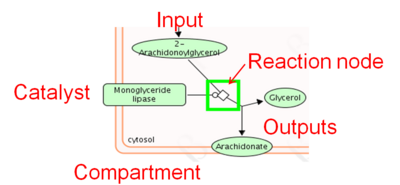 Input
2-
Arachidonoylglycerol
Reaction node
Catalyst
Monoglyceride
lipase
Glycerol
Outputs
cytosol
Arachidonate
Compartment